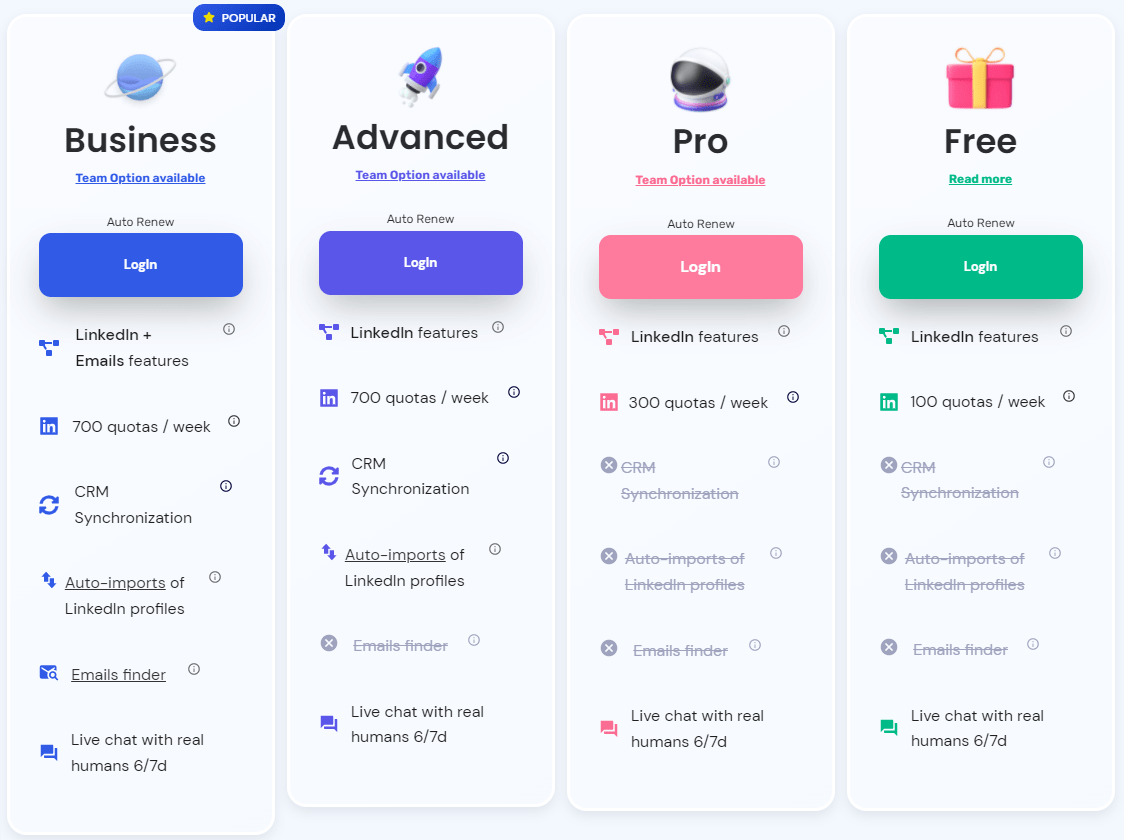 POPULAR
Business
Team Option available
Auto Renew
LogIn
LinkedIn +
Emails features
700 quotas / week
CRM
Synchronization
Auto-imports of
LinkedIn profiles
Emails finder
Live chat with real
humans 6/7d
Advanced
Team Option available
Auto Renew
LogIn
LinkedIn features
in 700 quotas / week
CRM
Synchronization
Auto-imports of
LinkedIn profiles
Emails finder
Live chat with real
humans 6/7d
Pro
Team Option available
Auto Renew
LogIn
LinkedIn features
in 300 quotas / week
CRM
Synchronization
Auto-imports of
LinkedIn profiles
Emails finder
Live chat with real
humans 6/7d
Free
Read more
Auto Renew
LogIn
LinkedIn features
in 100 quotas / week
CRM
Synchronization
Auto-imports of
LinkedIn profiles
Emails finder
Live chat with real
humans 6/7d